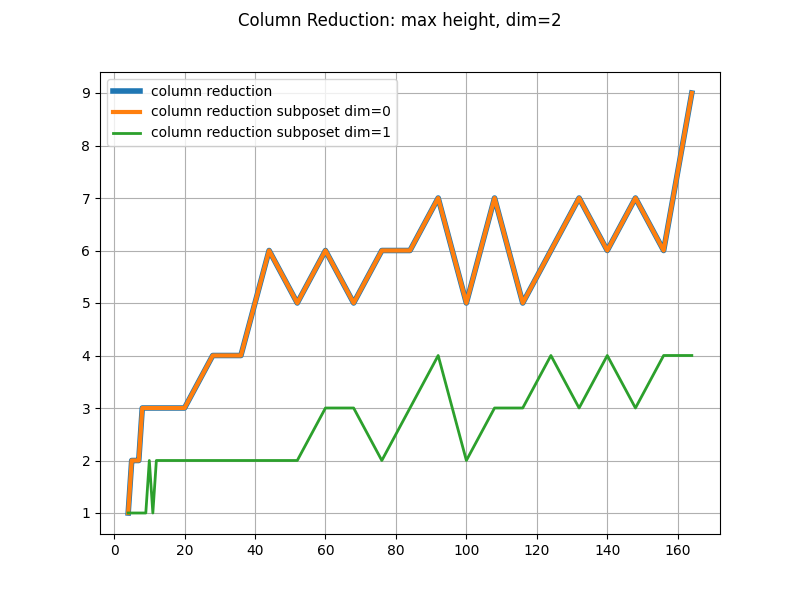 Column Reduction: max height, dim=2
column reduction
column reduction subposet dim=0
column reduction subposet dim=1
9
8
7
6
5
4
3
2
1
0 20 40 60 80 100 120 140 160